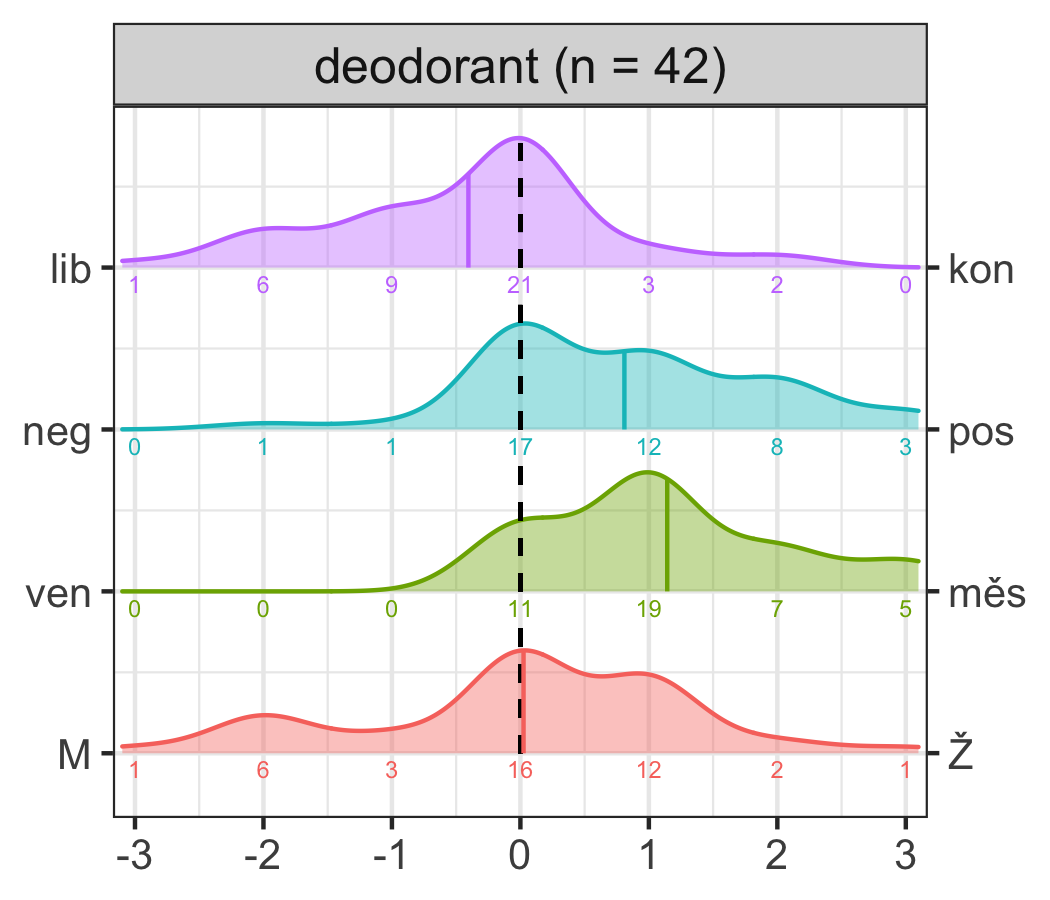 deodorant (n = 42)
lib kon
1 6 9 21 3 2 0
neg pos
0 1 1 17 12 8 3
ven měs
0 0 0 11 19 7 5
M Ž
1 6 3 16 12 2 1
-3 -2 -1 0 1 2 3